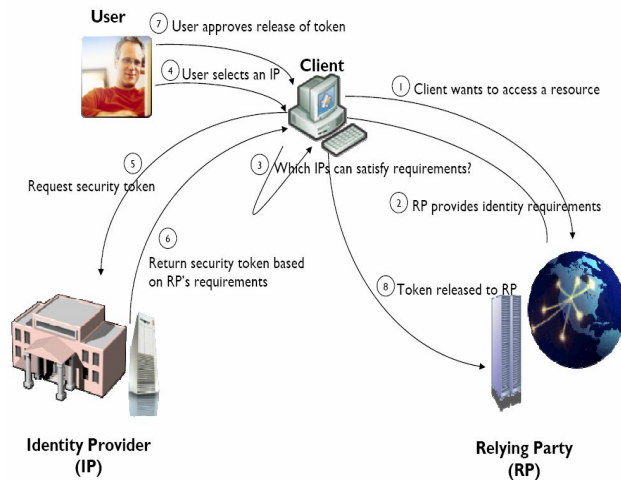 User
7 User approves release of token
Client
4 User selects an IP
1 Client wants to access a resource
5
Request security token
3 Which IPs can satisfy requirements?
2 RP provides identity requirements
6
Return security token based
on RP's requirements
8 Token released to RP
Identity Provider
(IP)
Relying Party
(RP)